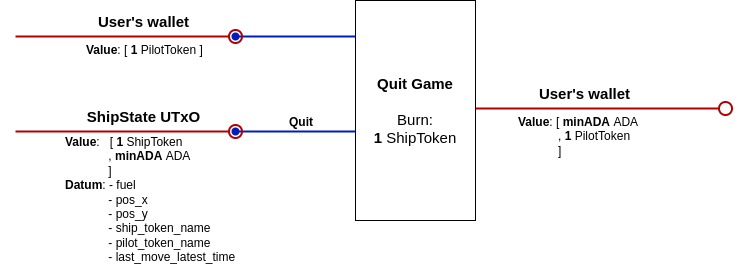 User's wallet
Value: [ 1 PilotToken ]
ShipState UTxO
Value: [ 1 ShipToken
, minADA ADA
]
Datum: - fuel
- pos_x
- pos_y
- ship_token_name
- pilot_token_name
- last_move_latest_time
Quit
Quit Game
Burn:
1 ShipToken
User's wallet
Value: [ minADA ADA
, 1 PilotToken
]